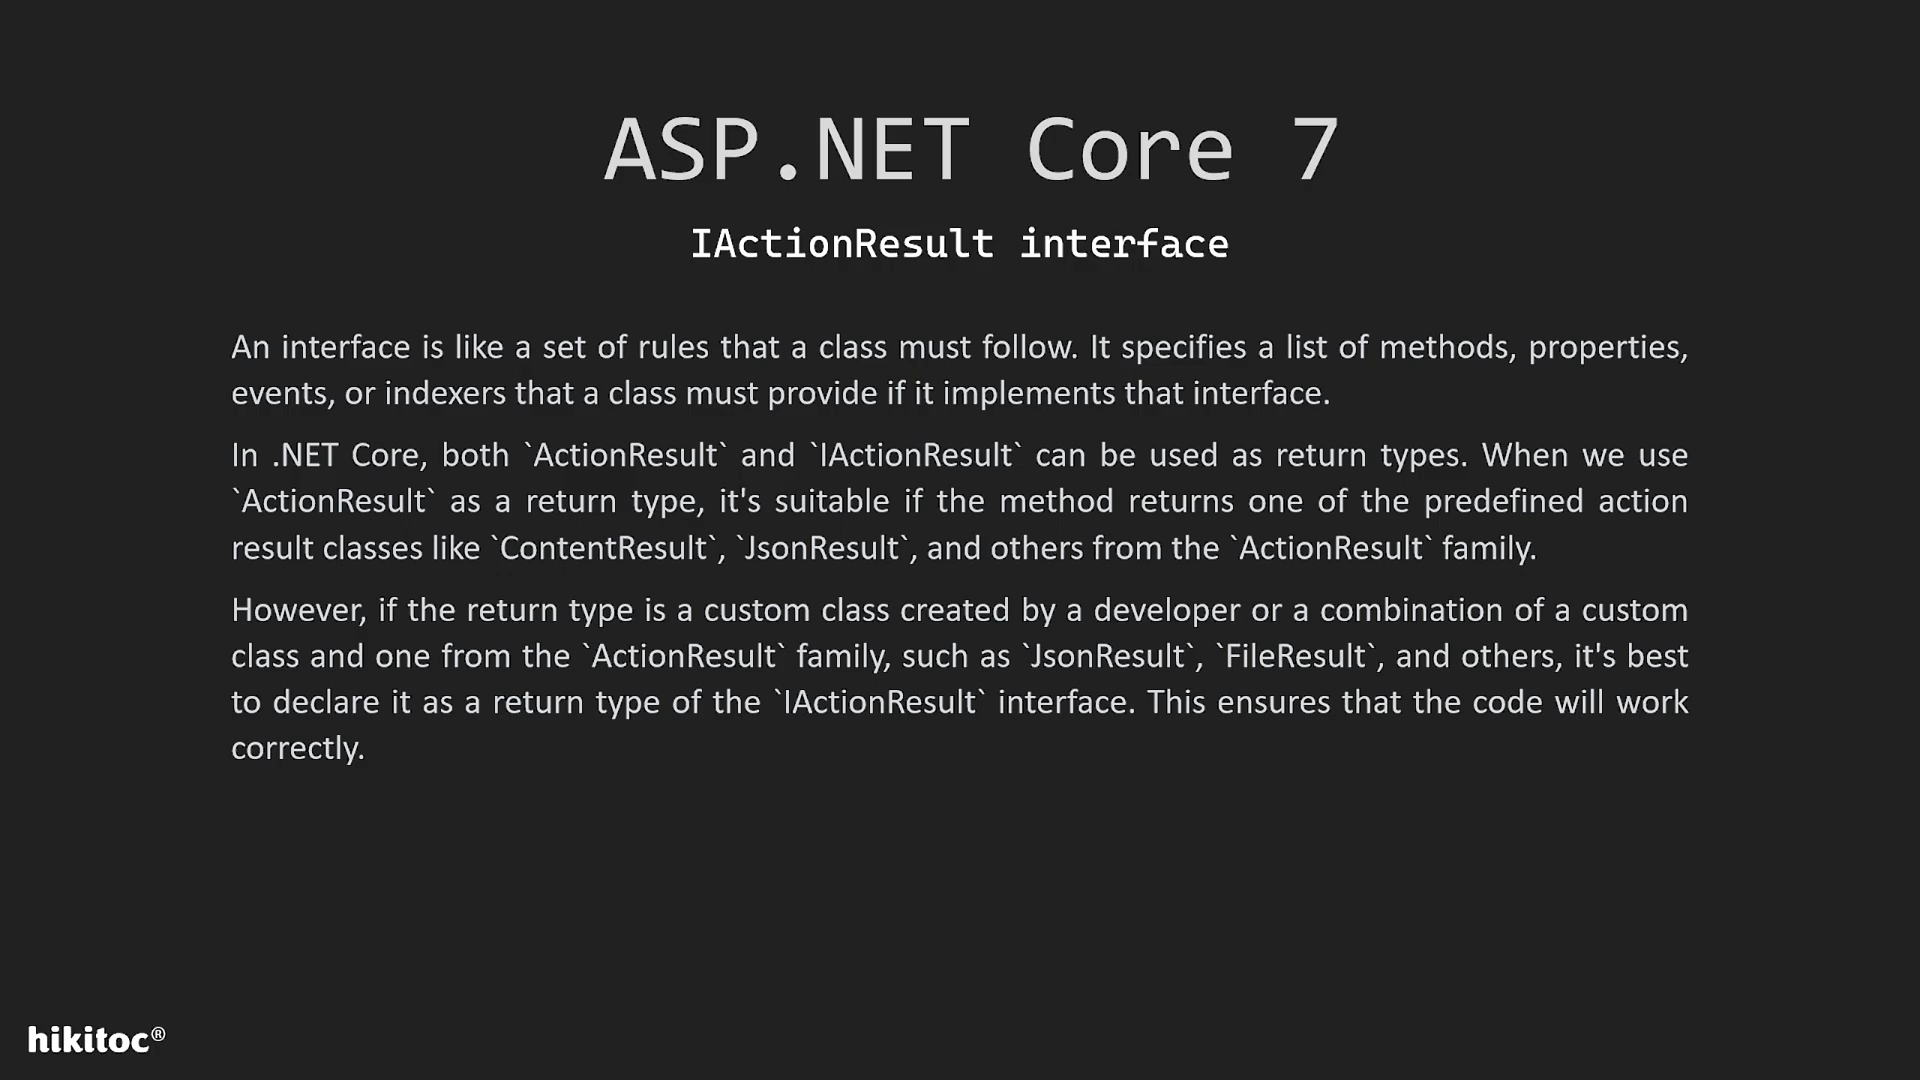 ASP.NET Core 7
IActionResult interface
An interface is like a set of rules that a class must follow. It specifies a list of methods, properties,
events, or indexers that a class must provide if it implements that interface.
In .NET Core, both `ActionResult` and `IActionResult` can be used as return types. When we use
`ActionResult` as a return type, it's suitable if the method returns one of the predefined action
result classes like `ContentResult`, `JsonResult`, and others from the `ActionResult` family.
However, if the return type is a custom class created by a developer or a combination of a custom
class and one from the `ActionResult` family, such as `JsonResult`, `FileResult`, and others, it's best
to declare it as a return type of the `IActionResult` interface. This ensures that the code will work
correctly.
hikitoc®